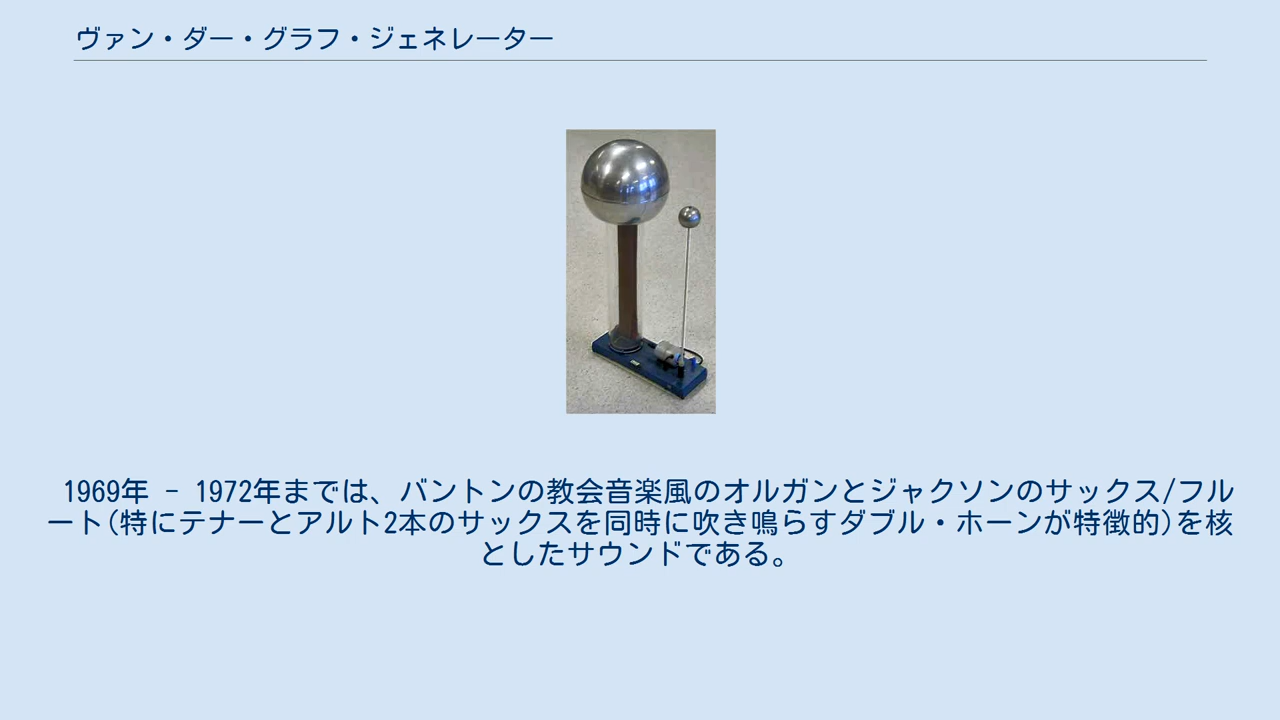 ヴァン・ダー・グラフ・ジェネレーター
1969年 - 1972年までは、バントンの教会音楽風のオルガンとジャクソンのサックス/フル
ート(特にテナーとアルト2本のサックスを同時に吹き鳴らすダブル・ホーンが特徴的)を核
としたサウンドである。